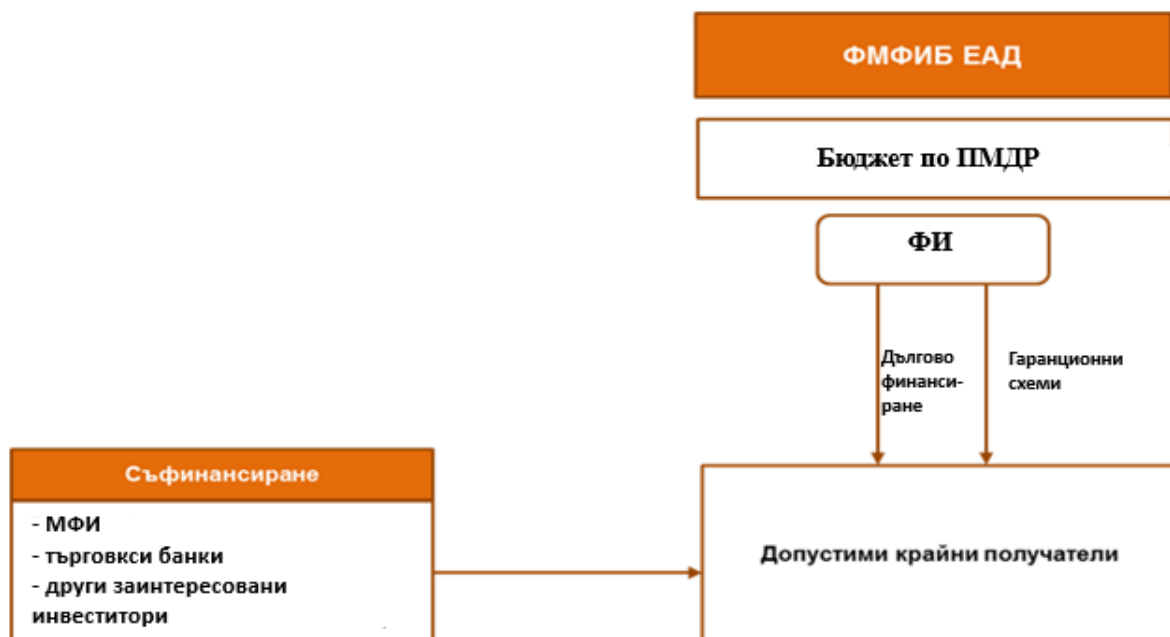 ФМФИБ ЕАД
Бюджет по ПМДР
ФИ
Дългово
финанси-
ране
Гаранционни
схеми
Съфинансиране
- МФИ
- търговкси банки
- други заинтересовани
инвеститори
Допустими крайни получатели